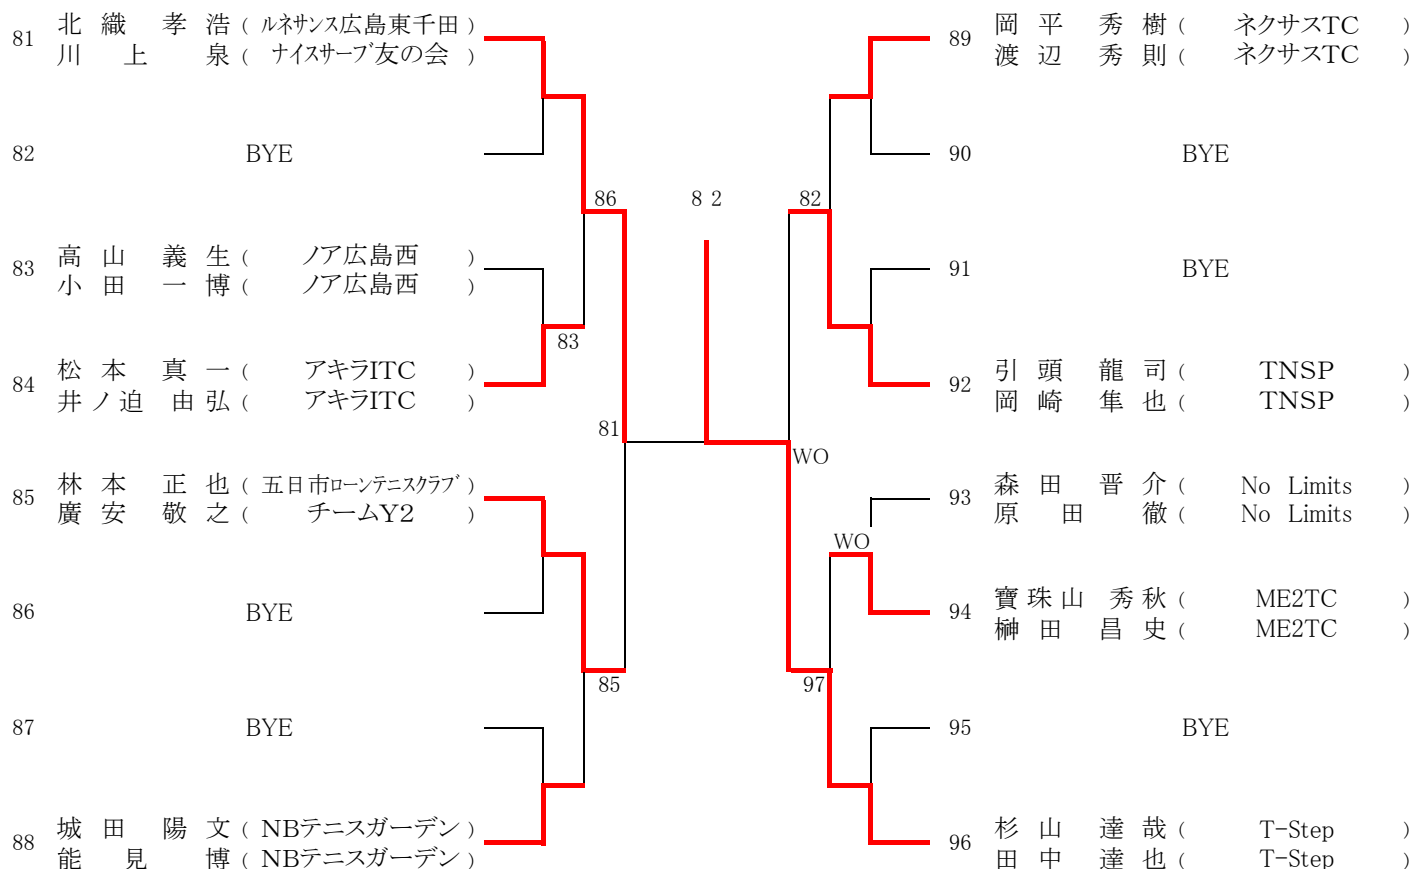 81 北織 孝浩 ( ルネサンス広島東千田 )
川上 泉 ( ナイスサーブ友の会 )
82 BYE
86
83 高山 義生 ( ノア広島西 )
小田 一博 ( ノア広島西 )
83
84 松本 真一 ( アキラITC )
井ノ迫 由弘 ( アキラITC )
81
85 林本 正也 ( 五日市ローンテニスクラブ )
廣安 敬之 ( チームY2 )
86 BYE
85
87 BYE
88 城田 陽文 ( NBテニスガーデン )
能見 博 ( NBテニスガーデン )
8 2
89 岡平 秀樹 ( ネクサスTC )
渡辺 秀則 ( ネクサスTC )
90 BYE
82
91 BYE
92 引頭 龍司 ( TNSP )
岡崎 隼也 ( TNSP )
WO
93 森田 晋介 ( No Limits )
原田 徹 ( No Limits )
WO
94 寶珠山 秀秋 ( ME2TC )
榊田 昌史 ( ME2TC )
97
95 BYE
96 杉山 達哉 ( T-Step )
田中 達也 ( T-Step )